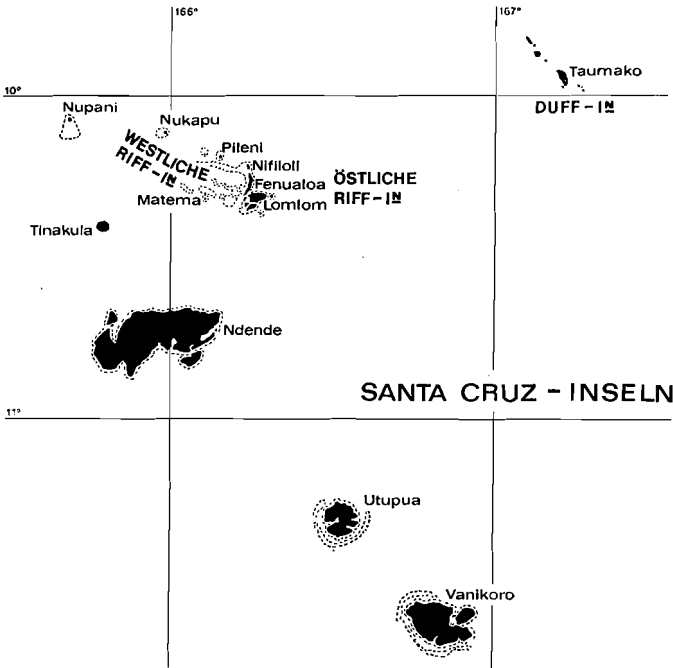 166°
167°
Taumako
10°
DUFF-IN
Nupani
Nukapu
Pileni
WESTLICHE
RIFF-IN
Nifiloli
Fenualoa
ÖSTLICHE
RIFF-IN
Matema
Lomlom
Tinakula
Ndende
SANTA CRUZ-INSELN
11°
Utupua
Vanikoro